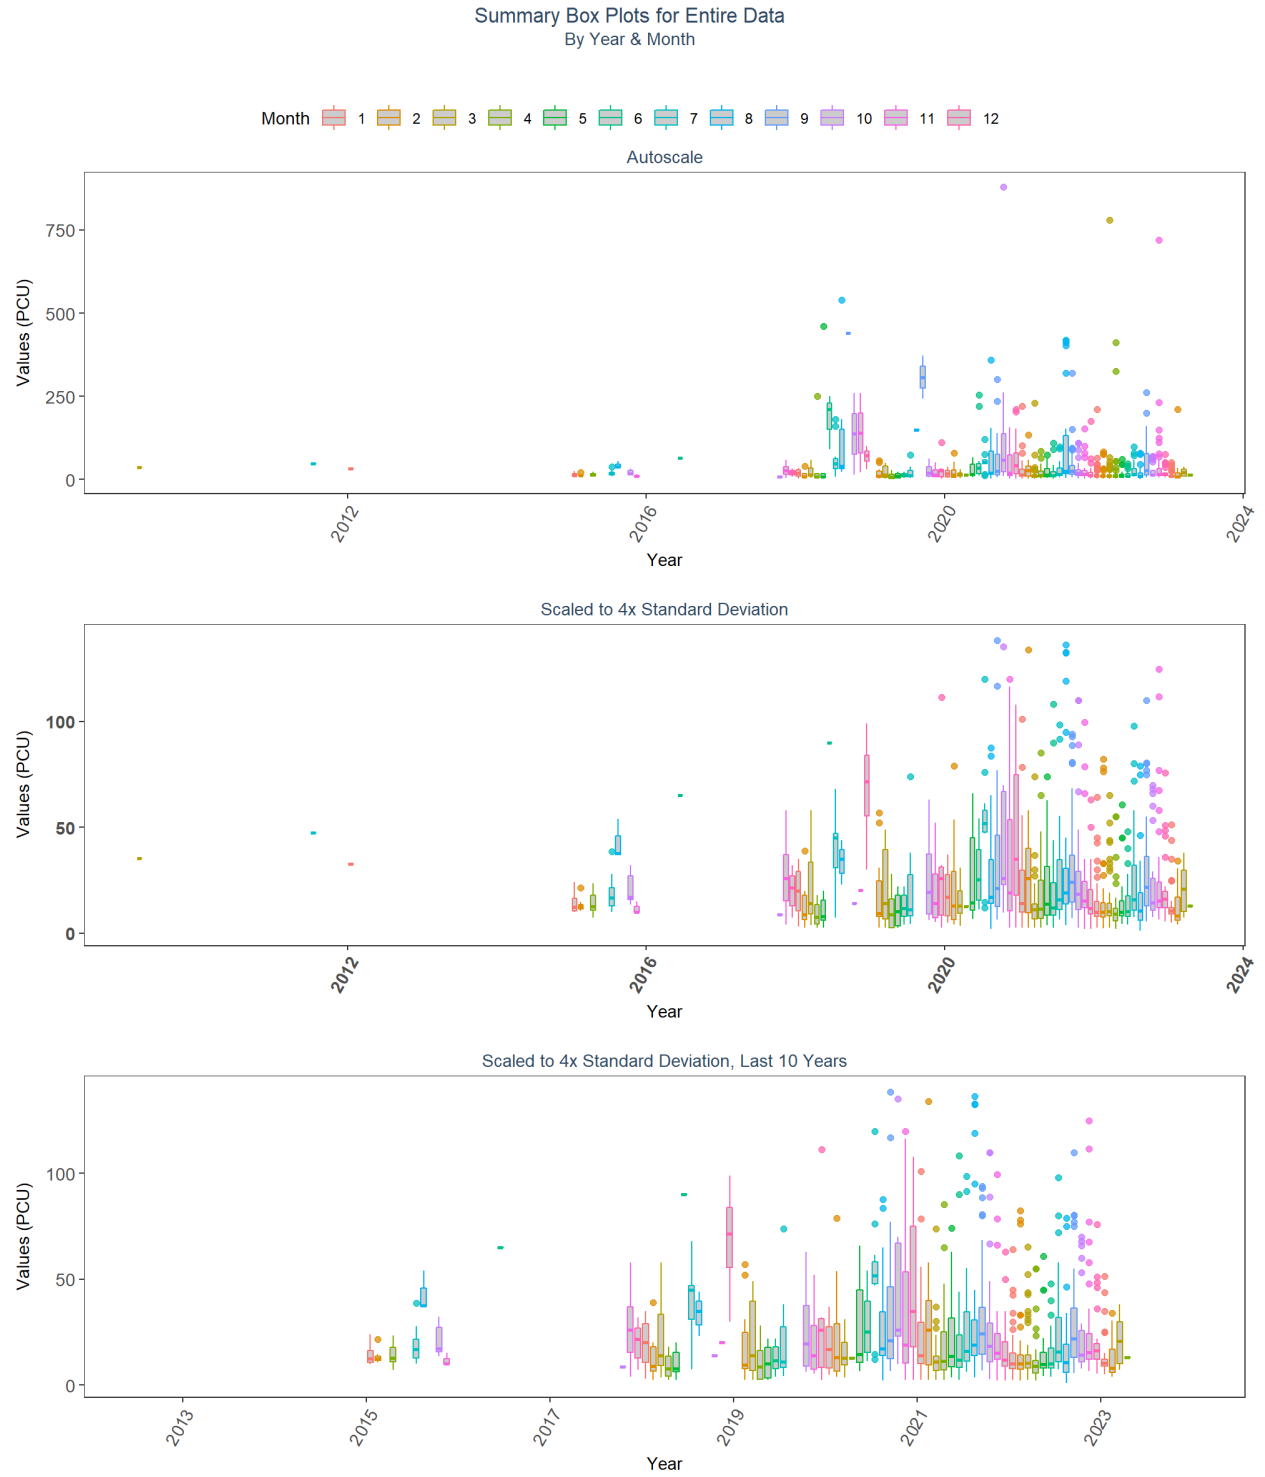 Summary Box Plots for Entire Data
By Year & Month
Month 1 2 3 4 5 6 7 8 9 10 11 12
Autoscale
Values (PCU)
750
500
250
0
2012 2016 2020 2024
Year
Scaled to 4x Standard Deviation
Values (PCU)
100
50
0
2012 2016 2020 2024
Year
Scaled to 4x Standard Deviation, Last 10 Years
Values (PCU)
100
50
0
2013 2015 2017 2019 2021 2023
Year